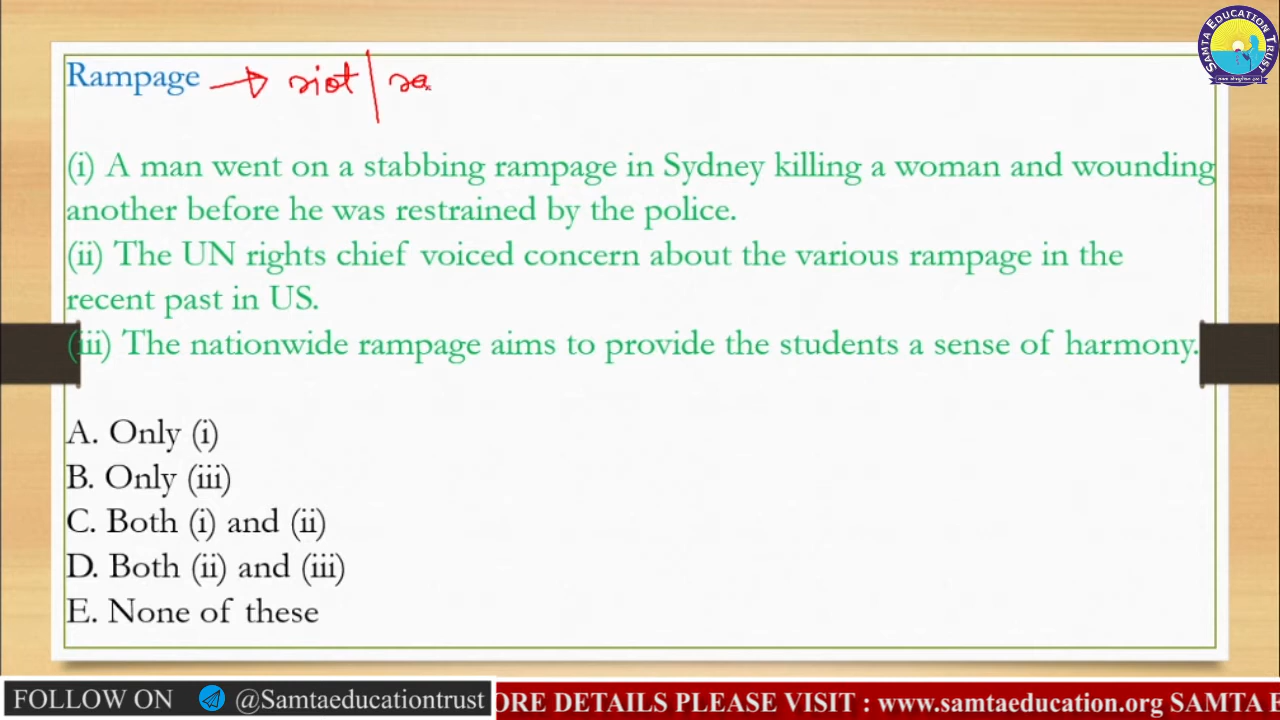 Rampage → riot |
(i) A man went on a stabbing rampage in Sydney killing a woman and wounding
another before he was restrained by the police.
(ii) The UN rights chief voiced concern about the various rampage in the
recent past in US.
(iii) The nationwide rampage aims to provide the students a sense of harmony.
A. Only (i)
B. Only (iii)
C. Both (i) and (ii)
D. Both (ii) and (iii)
E. None of these
SAMTA EDUCATION TRUST
FOLLOW ON @Samtaeducationtrust
ORE DETAILS PLEASE VISIT : www.samtaeducation.org SAMTA E